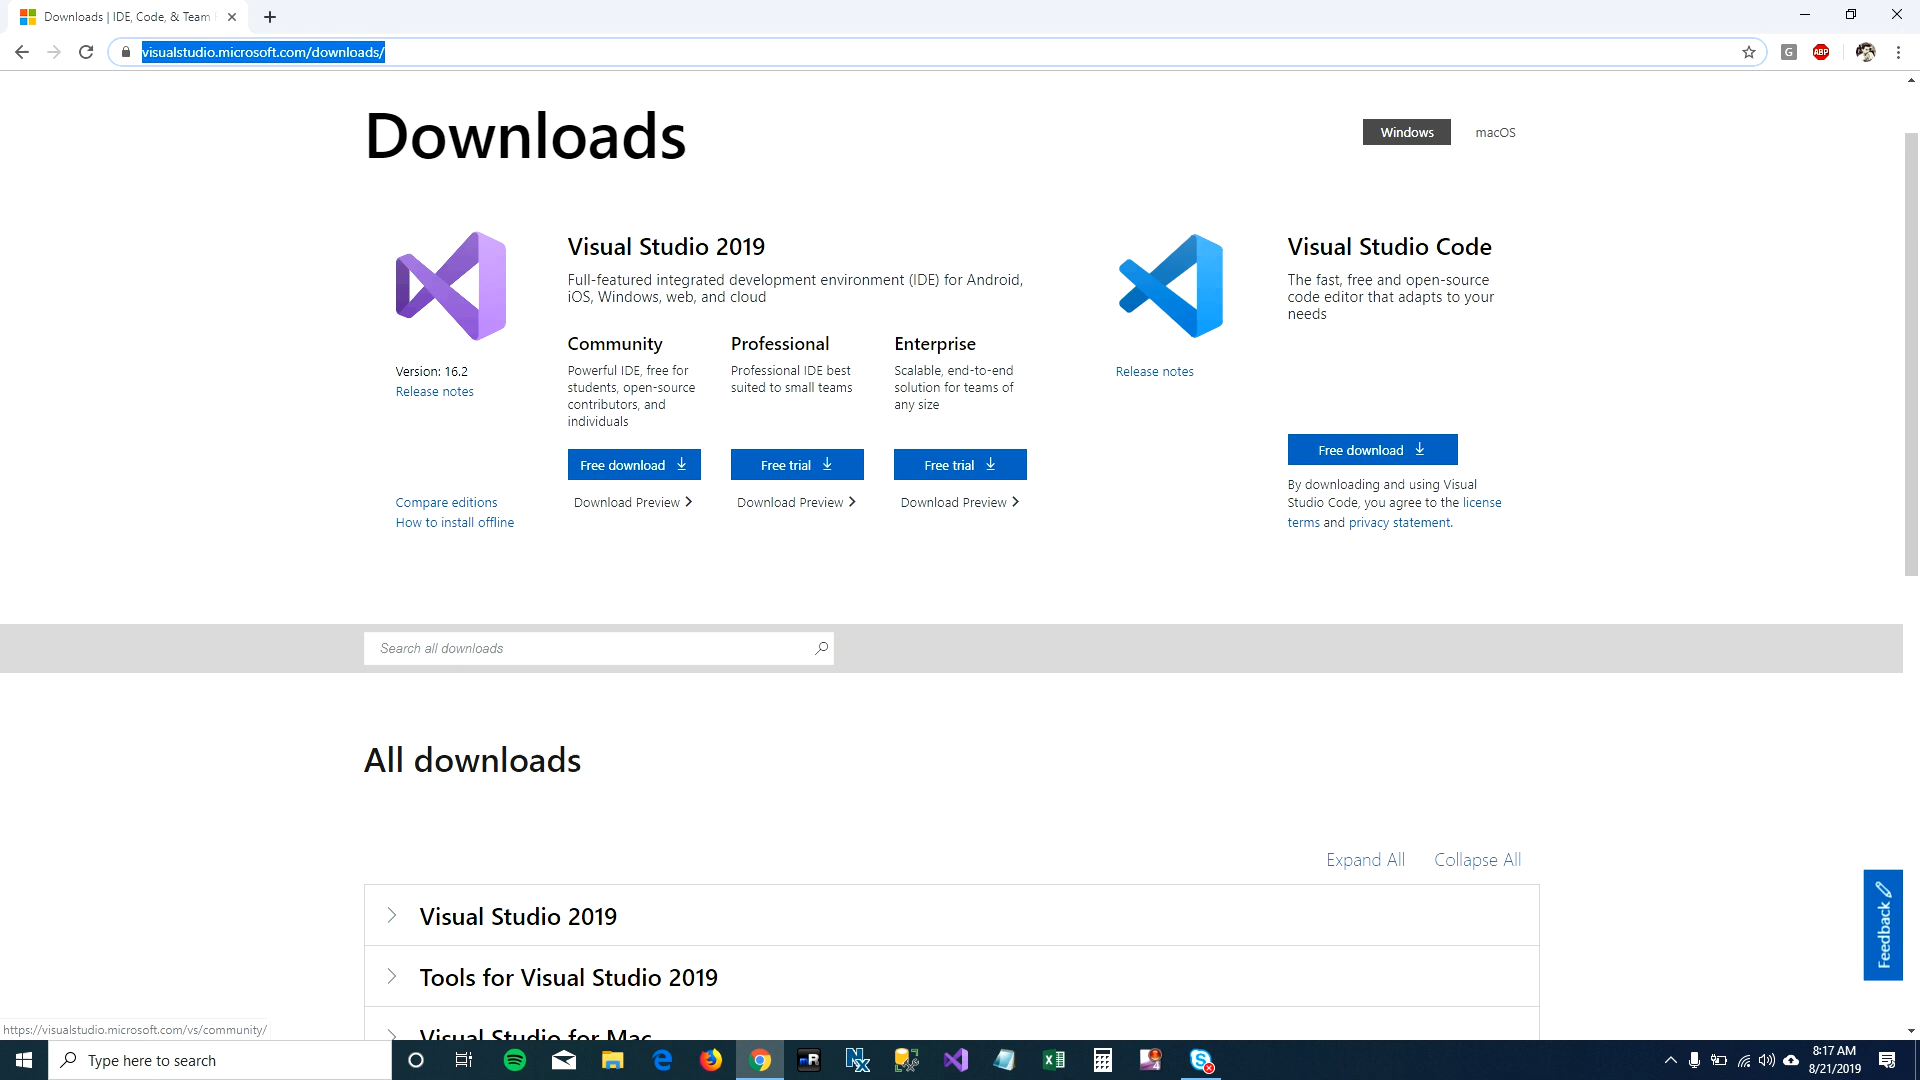 Downloads | IDE, Code, & Team
visualstudio.microsoft.com/downloads/
G
ABP
Downloads
Windows
macOS
Visual Studio 2019
Full-featured integrated development environment (IDE) for Android,
iOS, Windows, web, and cloud
Version: 16.2
Release notes
Compare editions
How to install offline
Community
Powerful IDE, free for
students, open-source
contributors, and
individuals
Free download
Download Preview
Professional
Professional IDE best
suited to small teams
Free trial
Download Preview
Enterprise
Scalable, end-to-end
solution for teams of
any size
Free trial
Download Preview
Release notes
Visual Studio Code
The fast, free and open-source
code editor that adapts to your
needs
Free download
By downloading and using Visual
Studio Code, you agree to the license
terms and privacy statement.
Search all downloads
All downloads
Expand All
Collapse All
Visual Studio 2019
Tools for Visual Studio 2019
Visual Studio for Mac
Feedback
https://visualstudio.microsoft.com/vs/community/
Type here to search
8:17 AM
8/21/2019